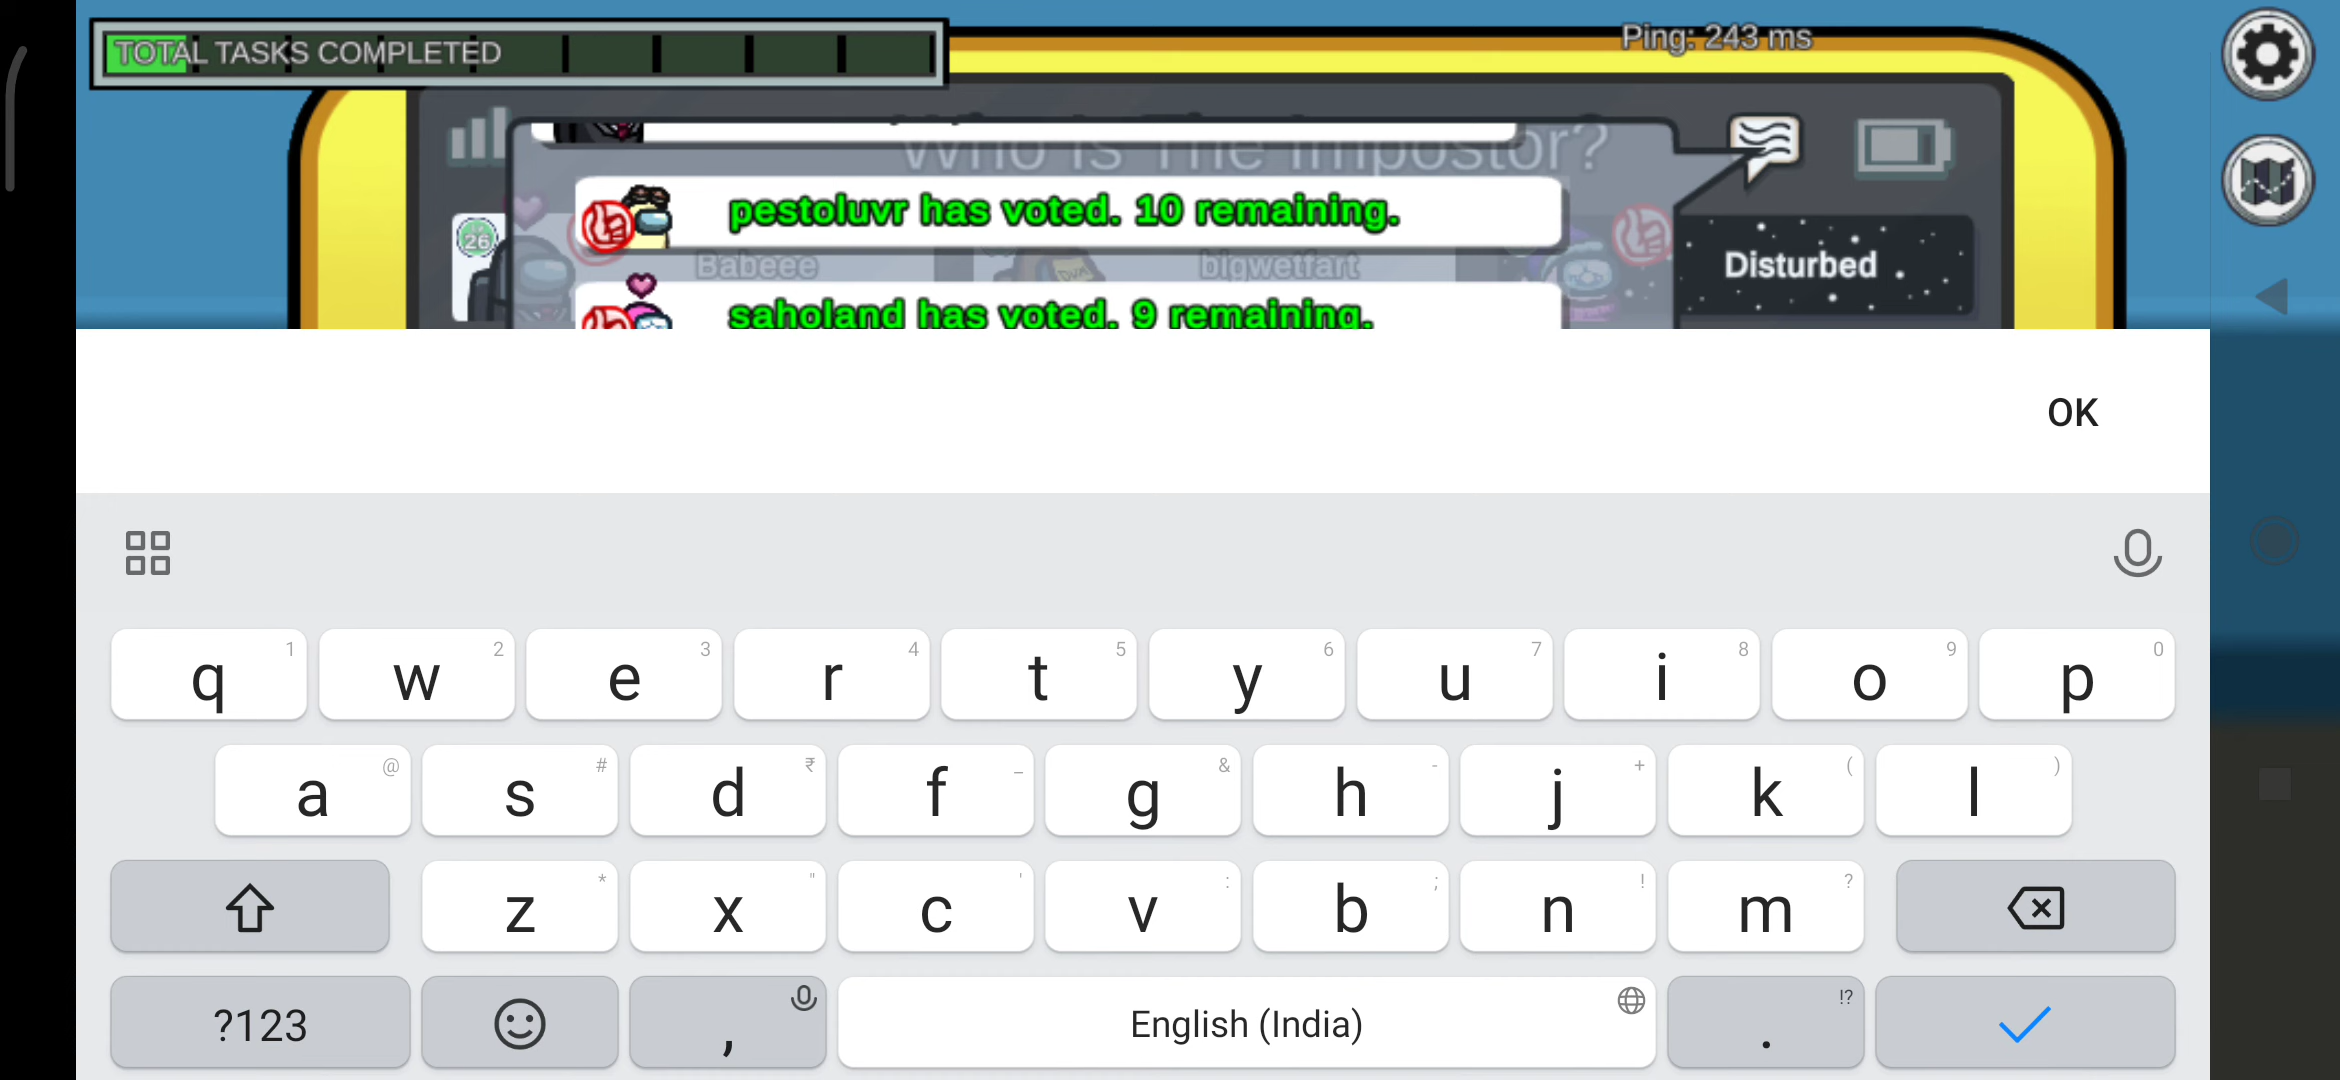 TOTAL TASKS COMPLETED
Ping: 243 ms
Who Is The Impostor?
pestoluvr has voted. 10 remaining.
26
Babeee
bigwetfart
Disturbed .
saholand has voted. 9 remaining.
OK
q 1 w 2 e 3 r 4 t 5 y 6 u 7 i 8 o 9 p 0
a @ s # d ₹ f _ g & h - j + k ( l )
z * x " c ' v : b ; n ! m ?
?123 , English (India) . !?